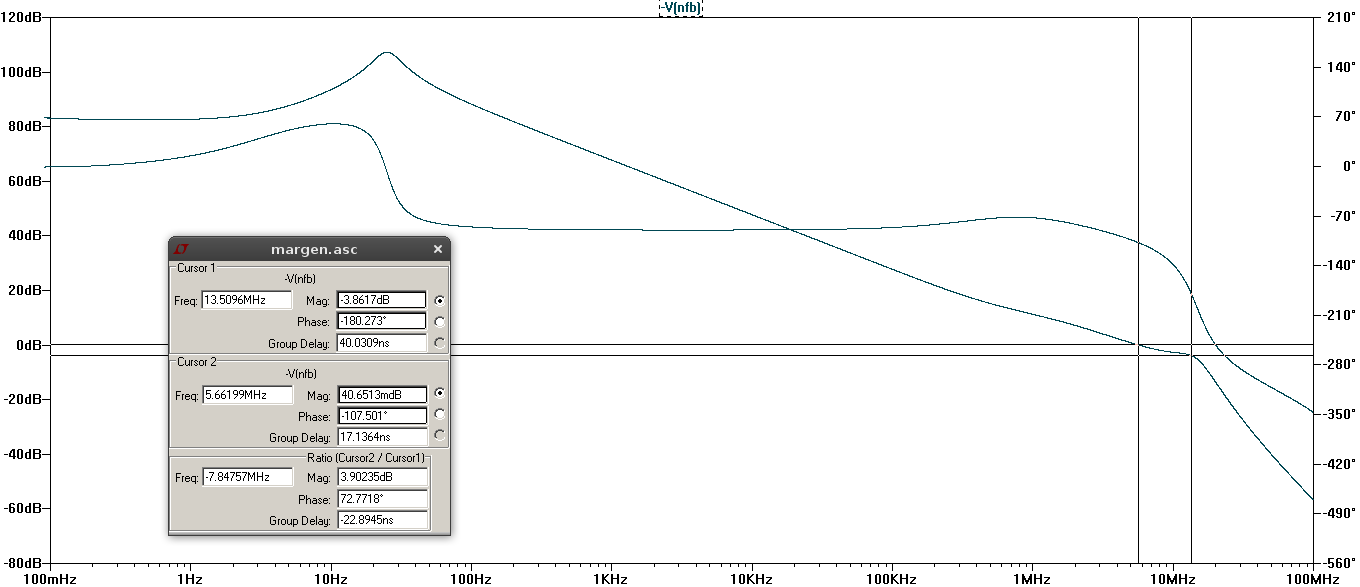 -V(nfb)
120dB
100dB
80dB
60dB
40dB
20dB
0dB
-20dB
-40dB
-60dB
-80dB
210°
140°
70°
0°
-70°
-140°
-210°
-280°
-350°
-420°
-490°
-560°
100mHz 1Hz 10Hz 100Hz 1KHz 10KHz 100KHz 1MHz 10MHz 100MHz
margen.asc
Cursor 1
-V(nfb)
Freq: 13.5096MHz Mag: -3.8617dB
Phase: -180.273°
Group Delay: 40.0309ns
Cursor 2
-V(nfb)
Freq: 5.66199MHz Mag: 40.6513mdB
Phase: -107.501°
Group Delay: 17.1364ns
Ratio (Cursor2 / Cursor1)
Freq: -7.84757MHz Mag: 3.90235dB
Phase: 72.7718°
Group Delay: -22.8945ns